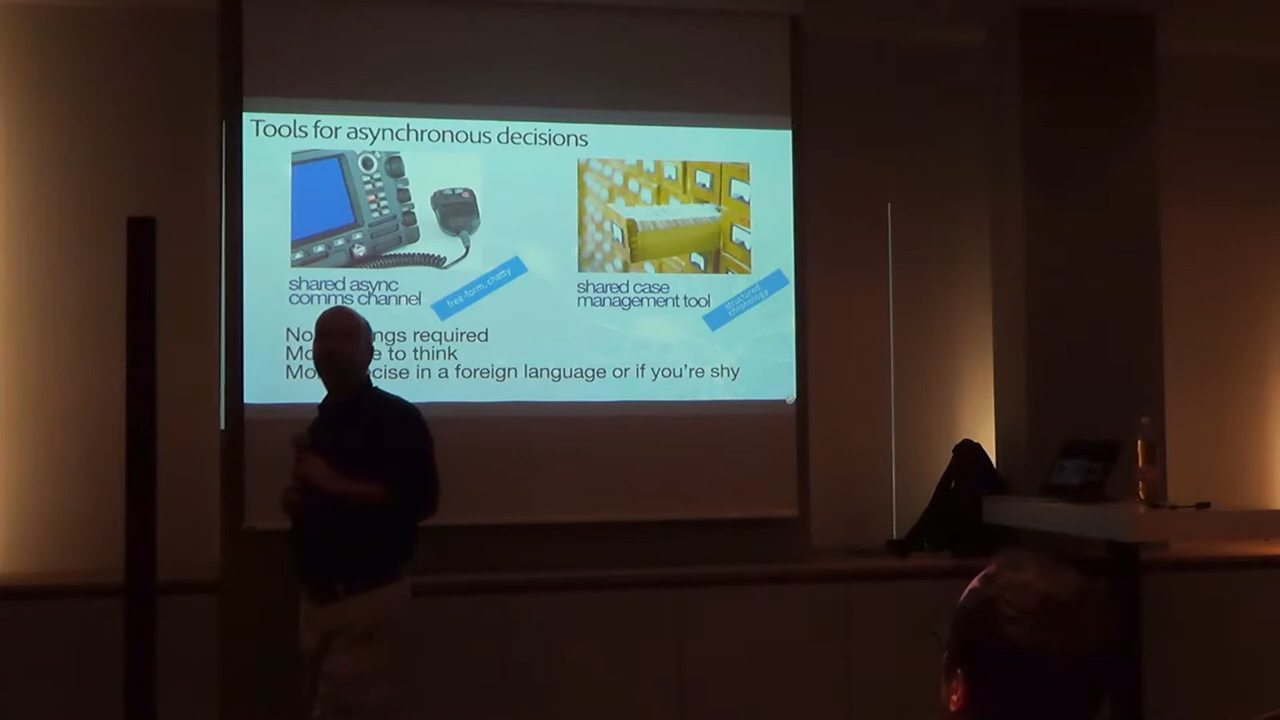 Tools for asynchronous decisions
shared async
comms channel
free-form, chatty
shared case
management tool
structured
chronology
No ings required
Mo e to think
Mo cise in a foreign language or if you're shy